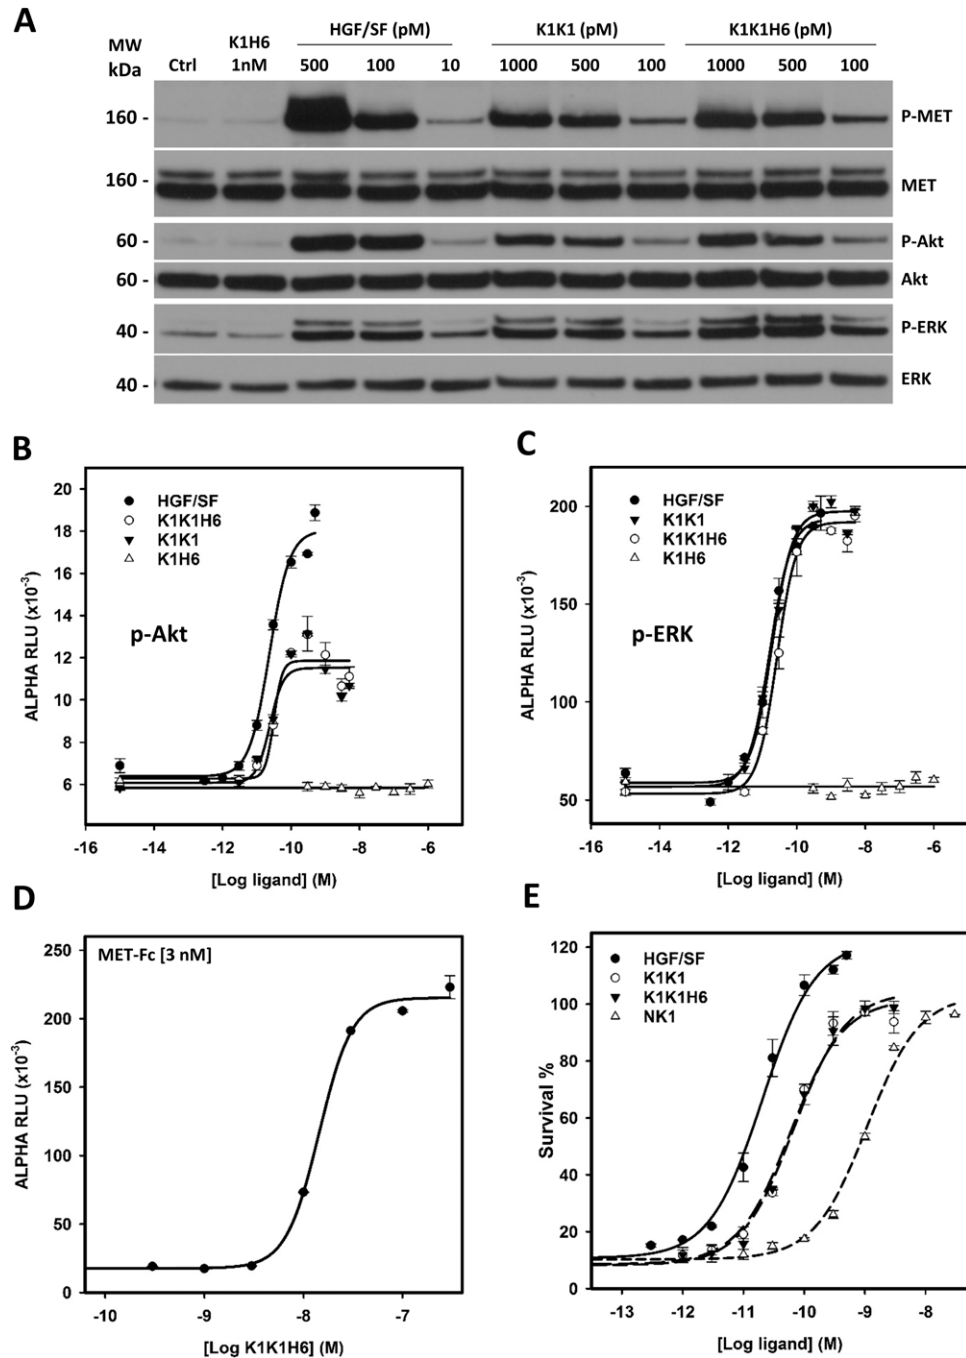 A
MW kDa
Ctrl
K1H6 1nM
HGF/SF (pM)
500 100 10
K1K1 (pM)
1000 500 100
K1K1H6 (pM)
1000 500 100
160 -
P-MET
160 -
MET
60 -
P-Akt
60 -
Akt
40 -
P-ERK
40 -
ERK
B
ALPHA RLU (x10⁻³)
20
18
16
14
12
10
8
6
HGF/SF
K1K1H6
K1K1
K1H6
p-Akt
-16 -14 -12 -10 -8 -6
[Log ligand] (M)
C
ALPHA RLU (x10⁻³)
200
150
100
50
HGF/SF
K1K1
K1K1H6
K1H6
p-ERK
-16 -14 -12 -10 -8 -6
[Log ligand] (M)
D
ALPHA RLU (x10⁻³)
250
200
150
100
50
0
MET-Fc [3 nM]
-10 -9 -8 -7
[Log K1K1H6] (M)
E
Survival %
120
100
80
60
40
20
0
HGF/SF
K1K1
K1K1H6
NK1
-13 -12 -11 -10 -9 -8
[Log ligand] (M)